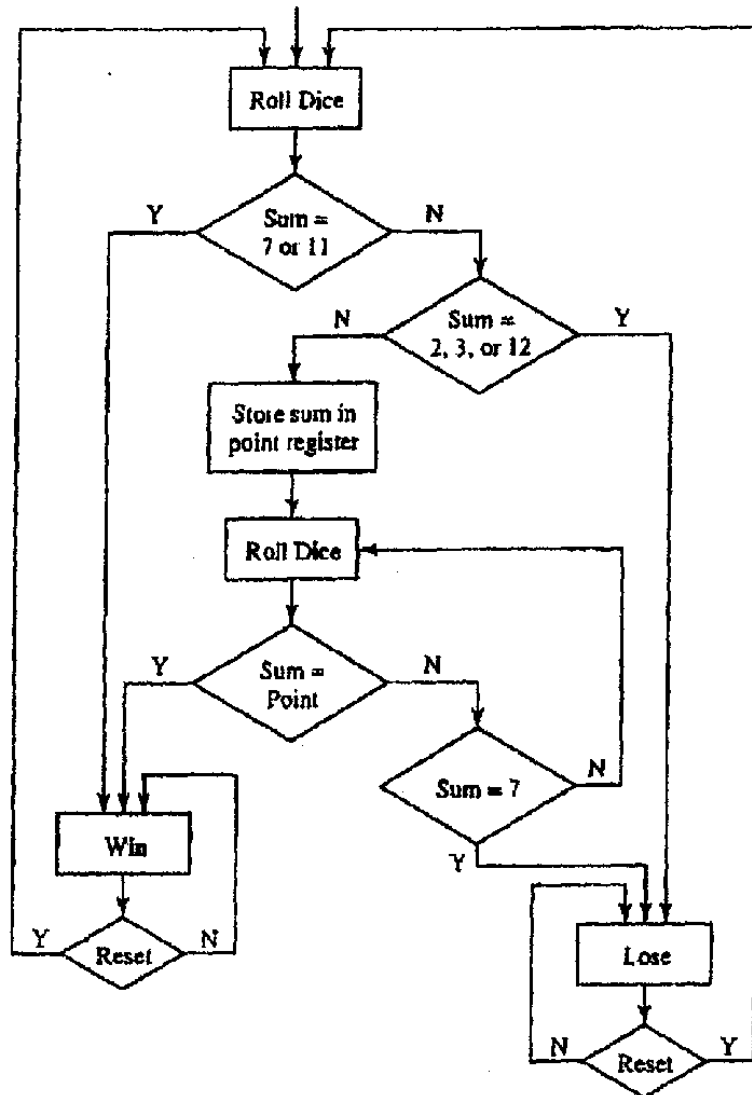 Roll Dice
Y
Sum =
7 or 11
N
N
Sum =
2, 3, or 12
Y
Store sum in
point register
Roll Dice
Y
Sum =
Point
N
Sum = 7
N
Win
Y
Y
Reset
N
Lose
N
Reset
Y